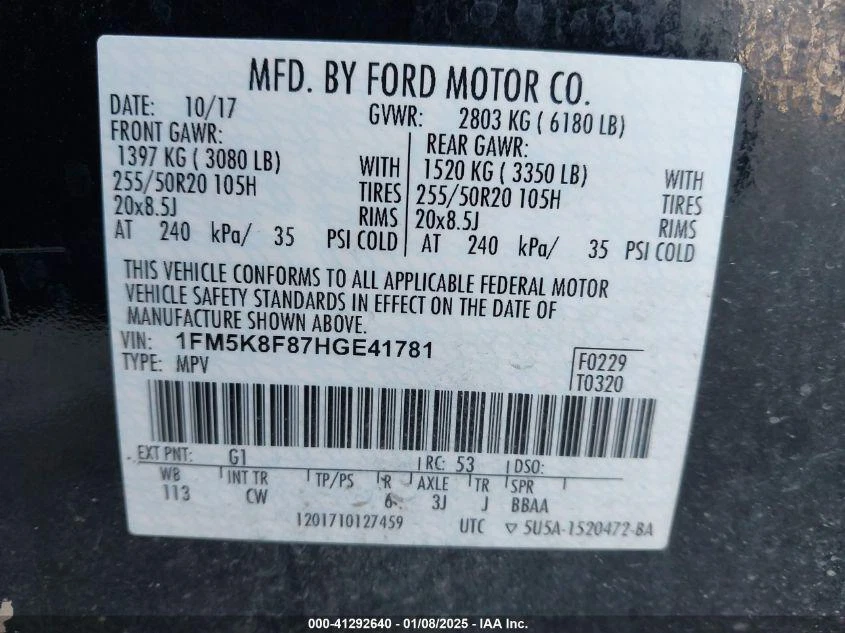 MFD. BY FORD MOTOR CO.
DATE: 10/17 GVWR: 2803 KG ( 6180 LB)
FRONT GAWR: REAR GAWR:
1397 KG ( 3080 LB) WITH 1520 KG ( 3350 LB) WITH
255/50R20 105H TIRES 255/50R20 105H TIRES
20x8.5J RIMS 20x8.5J RIMS
AT 240 kPa/ 35 PSI COLD AT 240 kPa/ 35 PSI COLD
THIS VEHICLE CONFORMS TO ALL APPLICABLE FEDERAL MOTOR
VEHICLE SAFETY STANDARDS IN EFFECT ON THE DATE OF
MANUFACTURE SHOWN ABOVE.
VIN: 1FM5K8F87HGE41781 F0229
TYPE: MPV T0320
EXT PNT: G1 RC: 53 DSO:
WB INT TR TP/PS R AXLE TR SPR
113 CW 6 3J J BBAA
1201710127459 UTC ▽ 5U5A-1520472-BA
000-41292640 - 01/08/2025 - IAA Inc.